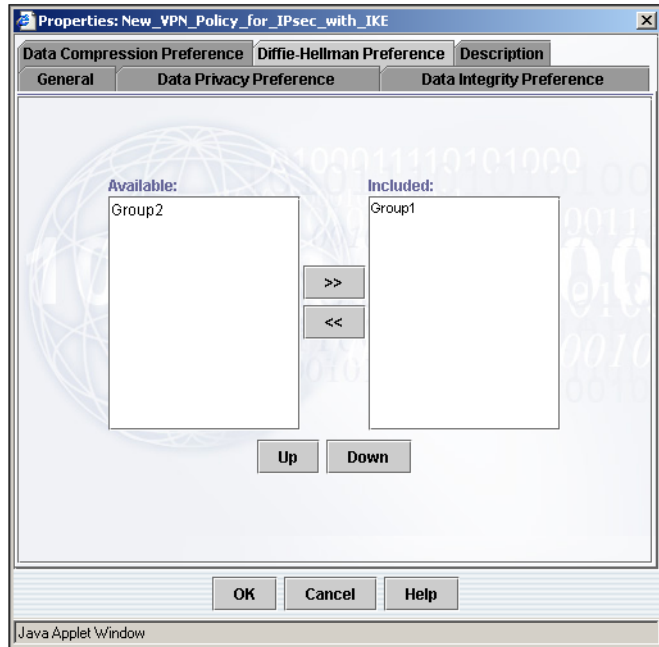 Properties: New_VPN_Policy_for_IPsec_with_IKE
Data Compression Preference Diffie-Hellman Preference Description
General Data Privacy Preference Data Integrity Preference
Available: Included:
Group2 Group1
>>
<<
Up Down
OK Cancel Help
Java Applet Window